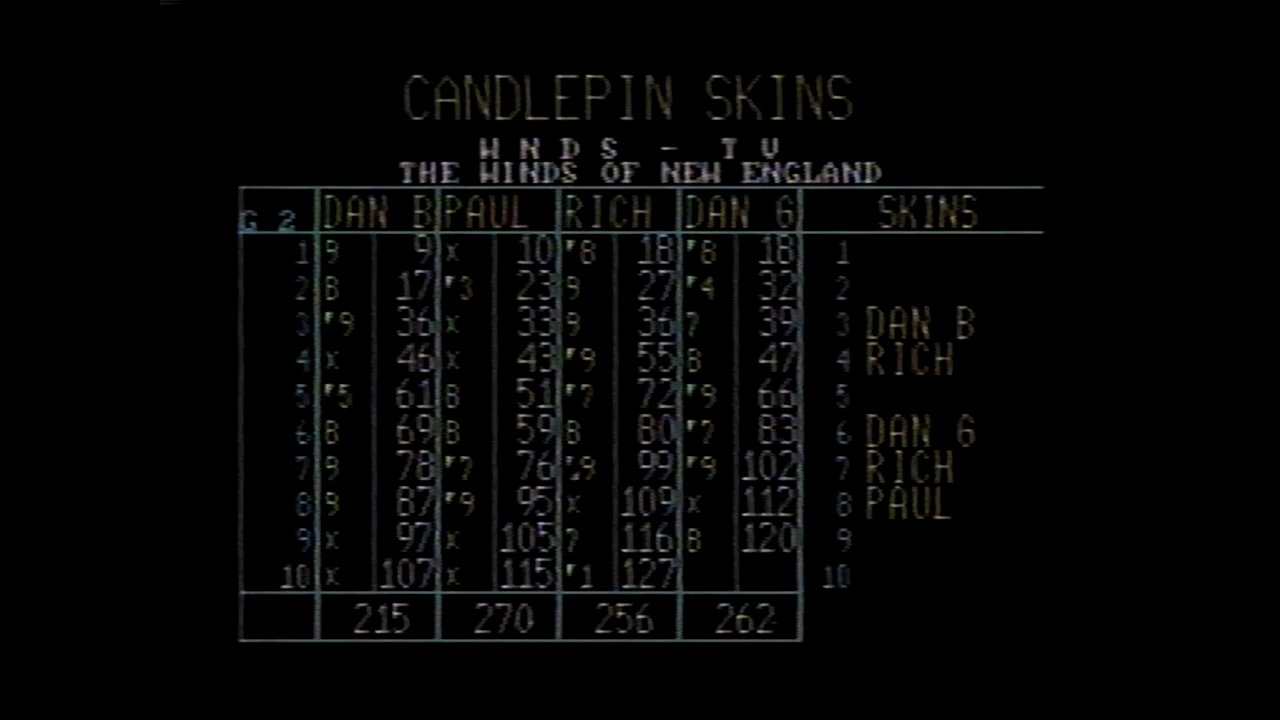 CANDLEPIN SKINS
WNDS - TV
THE WINDS OF NEW ENGLAND
G 2 DAN B PAUL RICH DAN G SKINS
1 9 9 X 10 8 18 8 18 1
2 8 17 3 23 9 27 4 32 2
3 9 36 X 33 9 36 7 39 3 DAN B
4 X 46 X 43 9 55 8 47 4 RICH
5 5 61 8 51 7 72 9 66 5
6 8 69 8 59 8 80 7 83 6 DAN G
7 9 78 7 76 9 99 9 102 7 RICH
8 9 87 9 95 X 109 X 112 8 PAUL
9 X 97 X 105 7 116 8 120 9
10 X 107 X 115 1 127 10
215 270 256 262